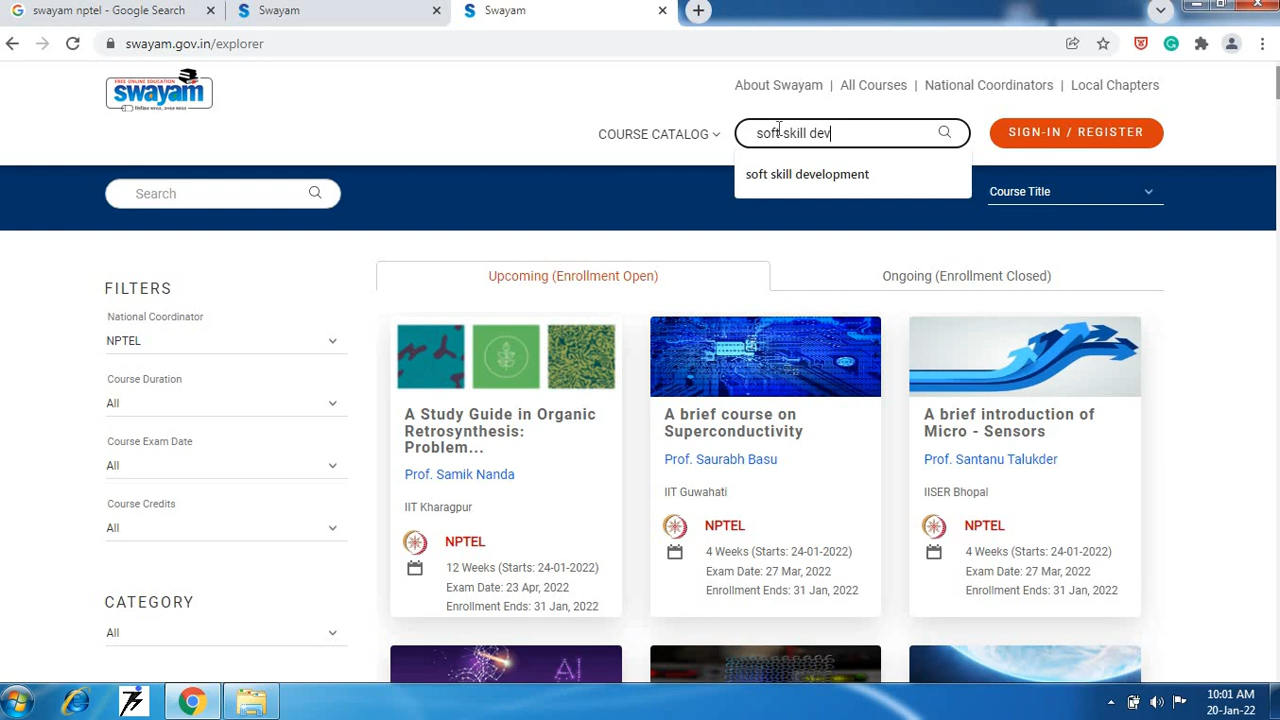 swayam nptel - Google Search
Swayam
Swayam
swayam.gov.in/explorer
FREE ONLINE EDUCATION
swayam
About Swayam | All Courses | National Coordinators | Local Chapters
COURSE CATALOG
soft skill dev
SIGN-IN / REGISTER
soft skill development
Search
Course Title
Upcoming (Enrollment Open)
Ongoing (Enrollment Closed)
FILTERS
National Coordinator
NPTEL
Course Duration
All
Course Exam Date
All
Course Credits
All
CATEGORY
All
A Study Guide in Organic
Retrosynthesis:
Problem...
Prof. Samik Nanda
IIT Kharagpur
NPTEL
12 Weeks (Starts: 24-01-2022)
Exam Date: 23 Apr, 2022
Enrollment Ends: 31 Jan, 2022
A brief course on
Superconductivity
Prof. Saurabh Basu
IIT Guwahati
NPTEL
4 Weeks (Starts: 24-01-2022)
Exam Date: 27 Mar, 2022
Enrollment Ends: 31 Jan, 2022
A brief introduction of
Micro - Sensors
Prof. Santanu Talukder
IISER Bhopal
NPTEL
4 Weeks (Starts: 24-01-2022)
Exam Date: 27 Mar, 2022
Enrollment Ends: 31 Jan, 2022
AI
10:01 AM
20-Jan-22